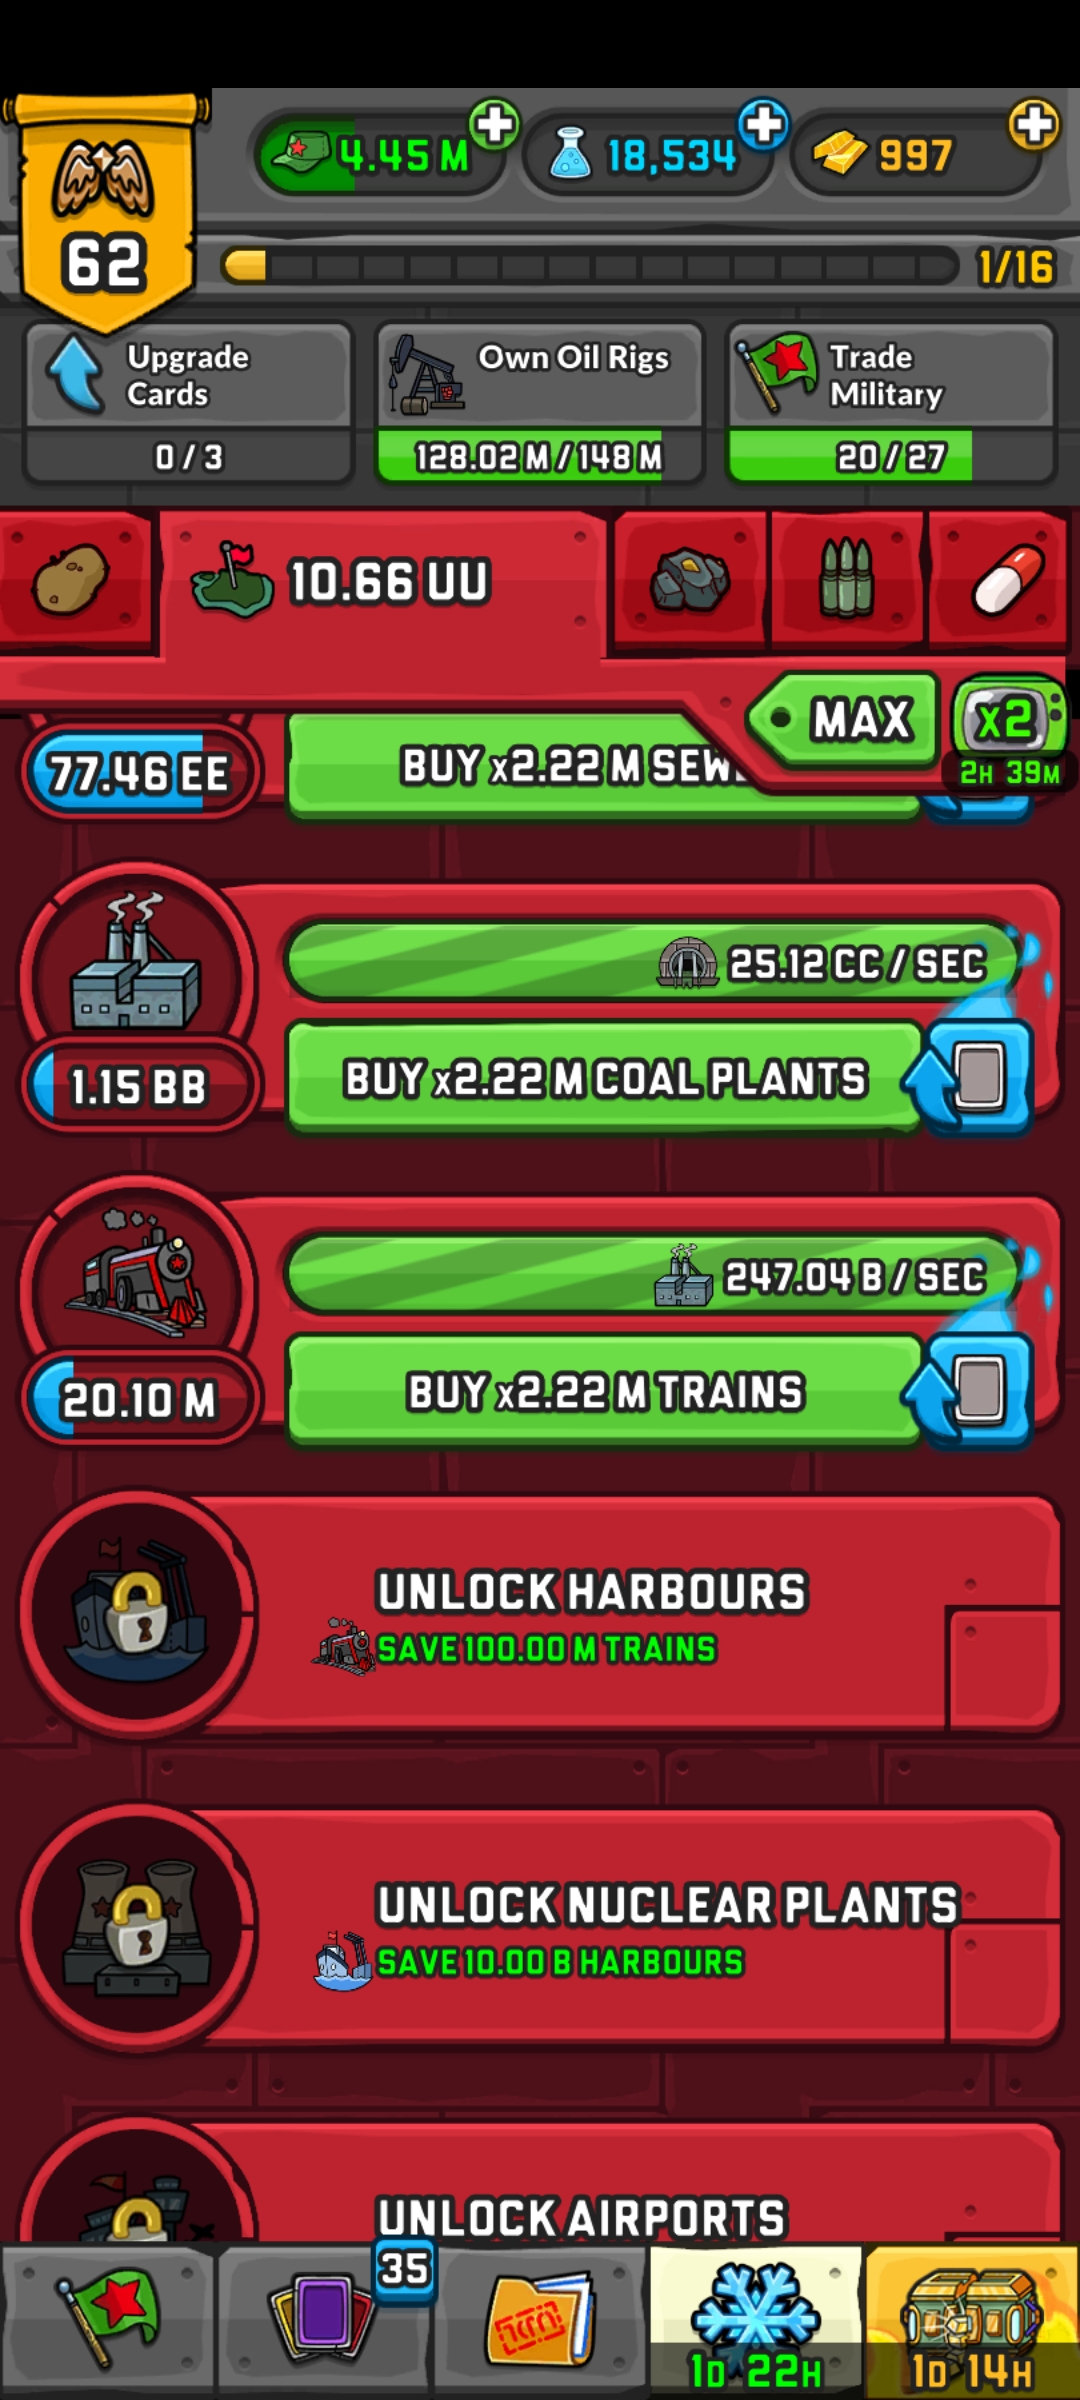 62
4.45 M
18,534
997
1/16
Upgrade
Cards
0 / 3
Own Oil Rigs
128.02 M / 148 M
Trade
Military
20 / 27
10.66 UU
MAX
x2
2H 39M
77.46 EE
BUY x2.22 M SEW
25.12 CC / SEC
1.15 BB
BUY x2.22 M COAL PLANTS
247.04 B / SEC
20.10 M
BUY x2.22 M TRAINS
UNLOCK HARBOURS
SAVE 100.00 M TRAINS
UNLOCK NUCLEAR PLANTS
SAVE 10.00 B HARBOURS
UNLOCK AIRPORTS
35
1D 22H
1D 14H